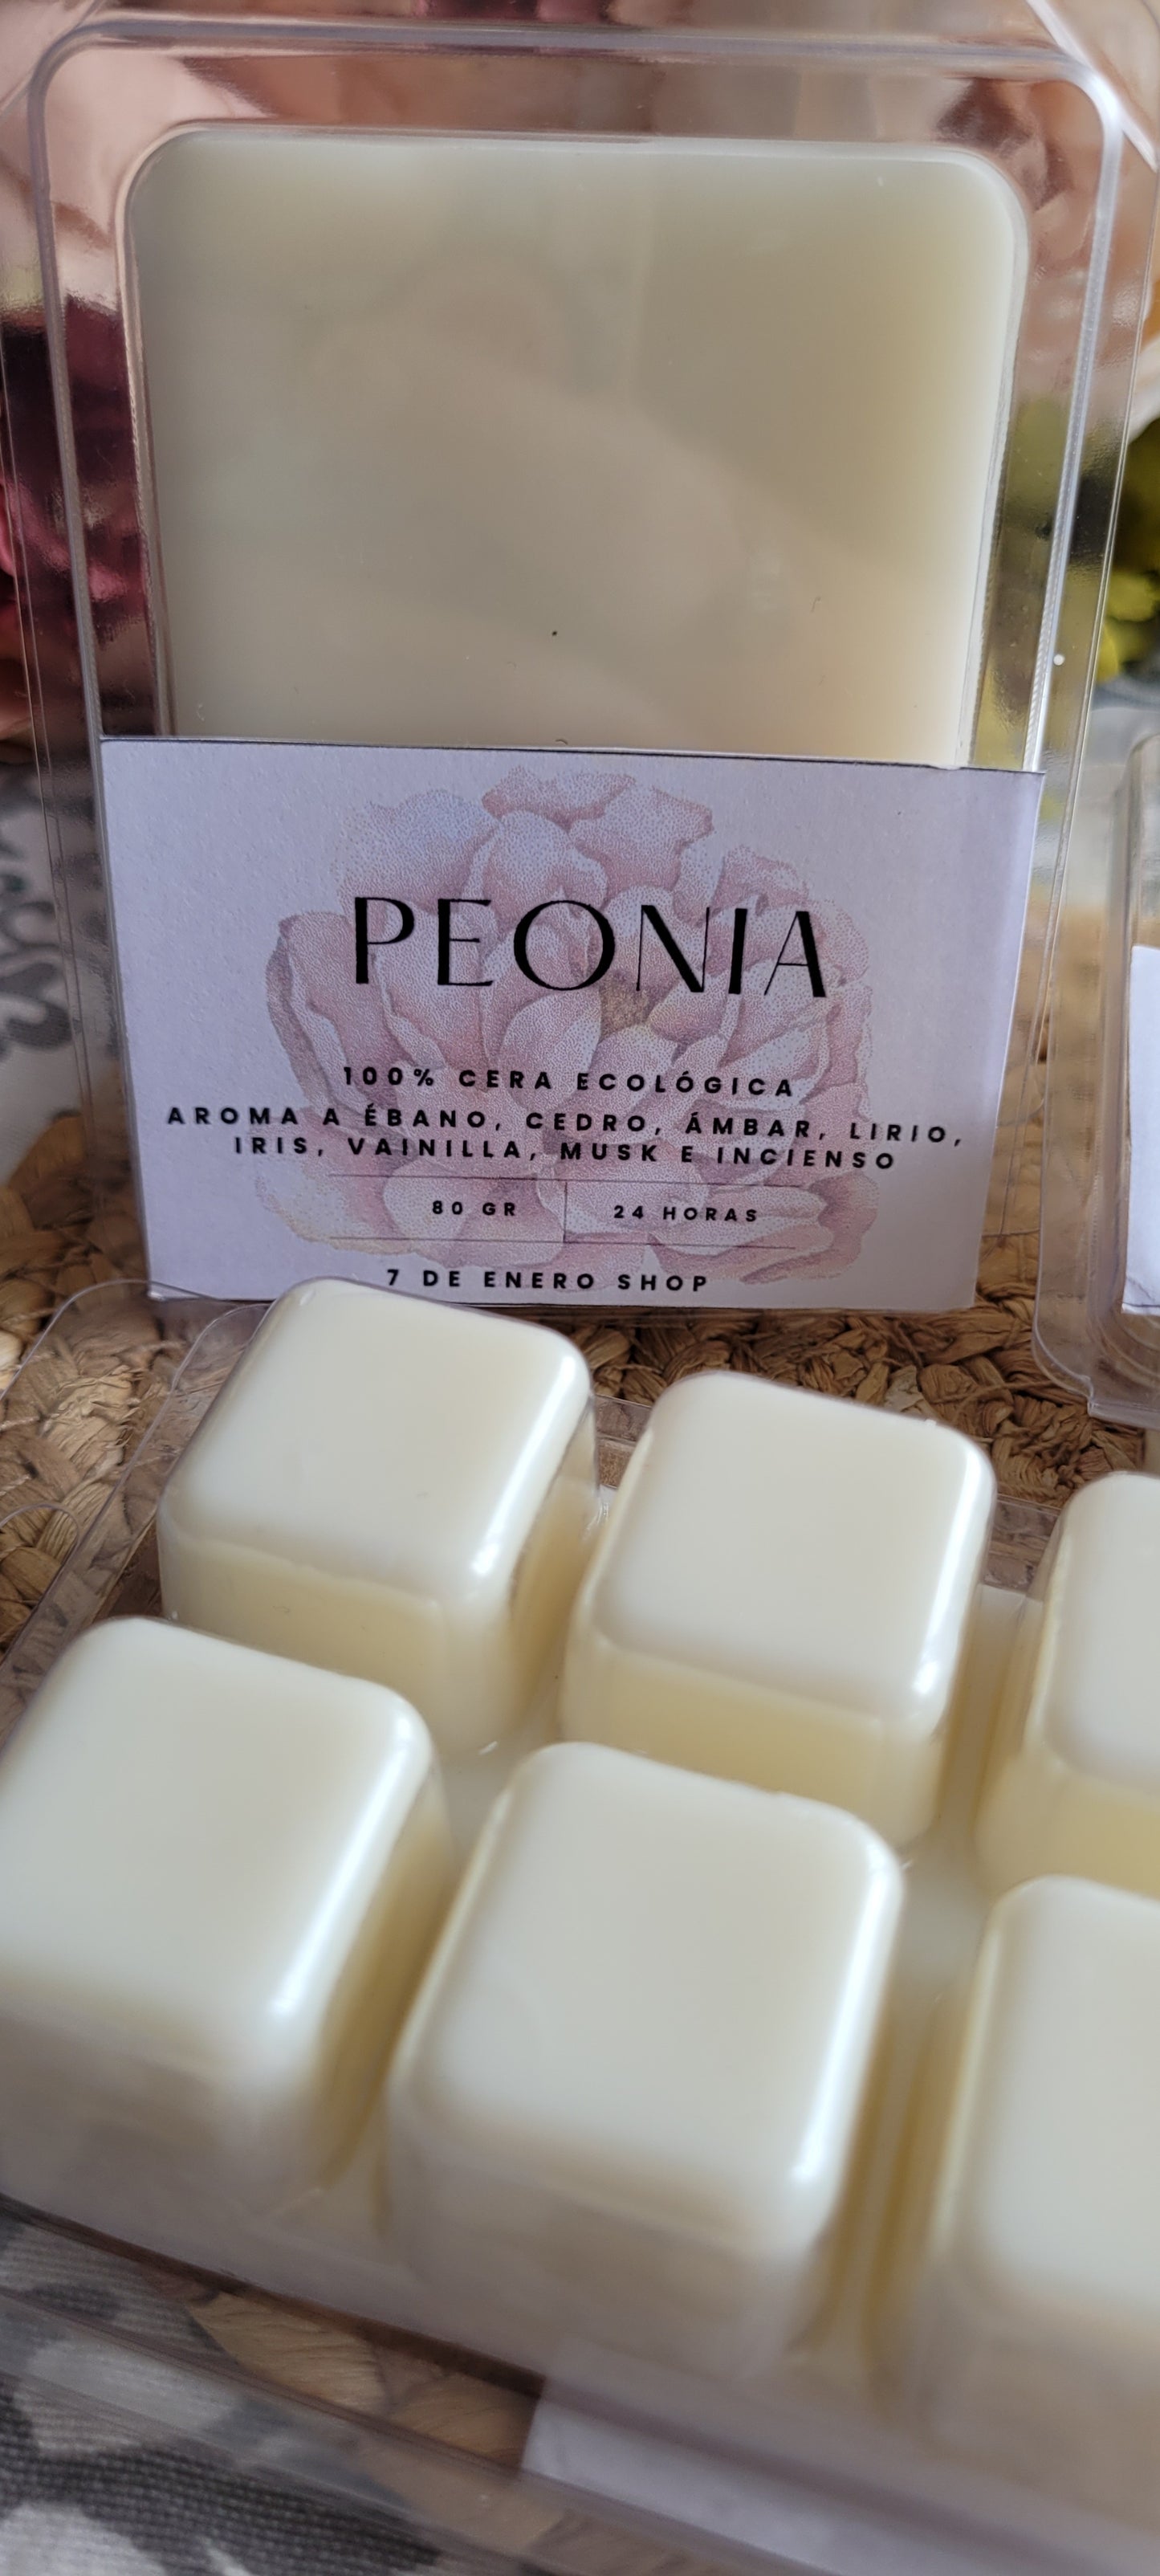 PEONIA
100% CERA ECOLÓGICA
AROMA A ÉBANO, CEDRO, ÁMBAR, LIRIO,
IRIS, VAINILLA, MUSK E INCIENSO
80 GR 24 HORAS
7 DE ENERO SHOP